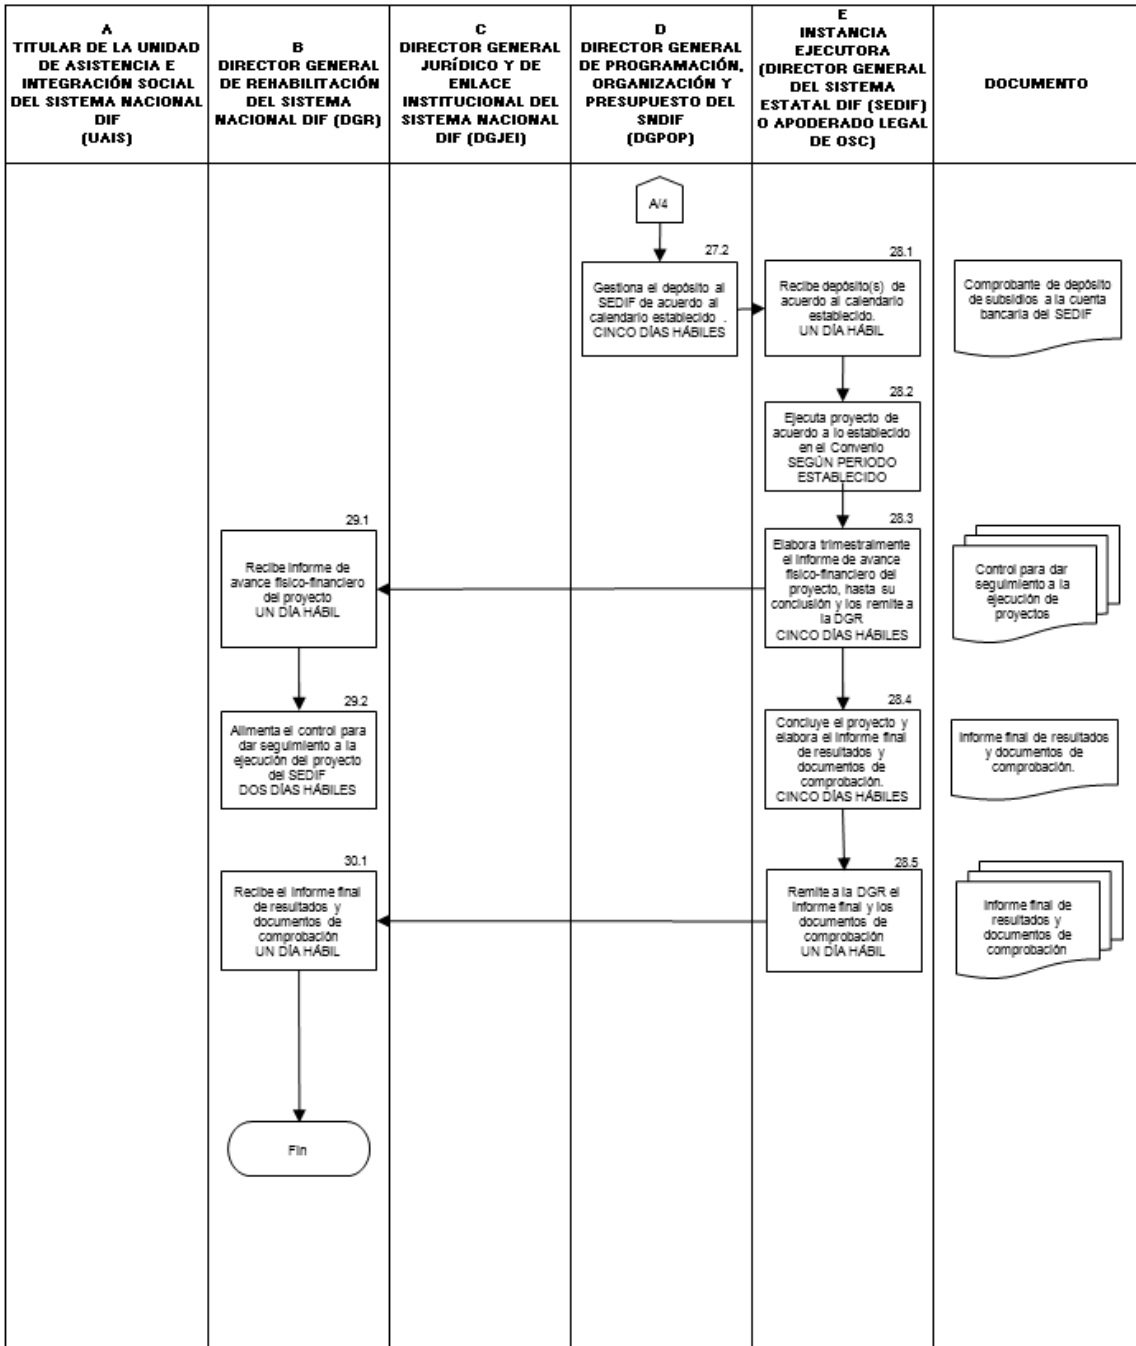 A
TITULAR DE LA UNIDAD
DE ASISTENCIA E
INTEGRACIÓN SOCIAL
DEL SISTEMA NACIONAL
DIF
(UAIS)
B
DIRECTOR GENERAL
DE REHABILITACIÓN
DEL SISTEMA
NACIONAL DIF (DGR)
C
DIRECTOR GENERAL
JURÍDICO Y DE
ENLACE
INSTITUCIONAL DEL
SISTEMA NACIONAL
DIF (DGJEI)
D
DIRECTOR GENERAL
DE PROGRAMACIÓN,
ORGANIZACIÓN Y
PRESUPUESTO DEL
SNDIF
(DGPOP)
E
INSTANCIA
EJECUTORA
(DIRECTOR GENERAL
DEL SISTEMA
ESTATAL DIF (SEDIF)
O APODERADO LEGAL
DE OSC)
DOCUMENTO
A/4
27.2
Gestiona el depósito al
SEDIF de acuerdo al
calendario establecido .
CINCO DÍAS HÁBILES
28.1
Recibe depósito(s) de
acuerdo al calendario
establecido.
UN DÍA HÁBIL
Comprobante de depósito
de subsidios a la cuenta
bancaria del SEDIF
28.2
Ejecuta proyecto de
acuerdo a lo establecido
en el Convenio
SEGÚN PERIODO
ESTABLECIDO
29.1
Recibe Informe de
avance físico-financiero
del proyecto
UN DÍA HÁBIL
28.3
Elabora trimestralmente
el Informe de avance
físico-financiero del
proyecto, hasta su
conclusión y los remite a
la DGR
CINCO DÍAS HÁBILES
Control para dar
seguimiento a la
ejecución de
proyectos
29.2
Alimenta el control para
dar seguimiento a la
ejecución del proyecto
del SEDIF
DOS DÍAS HÁBILES
28.4
Concluye el proyecto y
elabora el Informe final
de resultados y
documentos de
comprobación.
CINCO DÍAS HÁBILES
Informe final de resultados
y documentos de
comprobación.
30.1
Recibe el Informe final
de resultados y
documentos de
comprobación
UN DÍA HÁBIL
28.5
Remite a la DGR el
Informe final y los
documentos de
comprobación
UN DÍA HÁBIL
Informe final de
resultados y
documentos de
comprobación
Fin